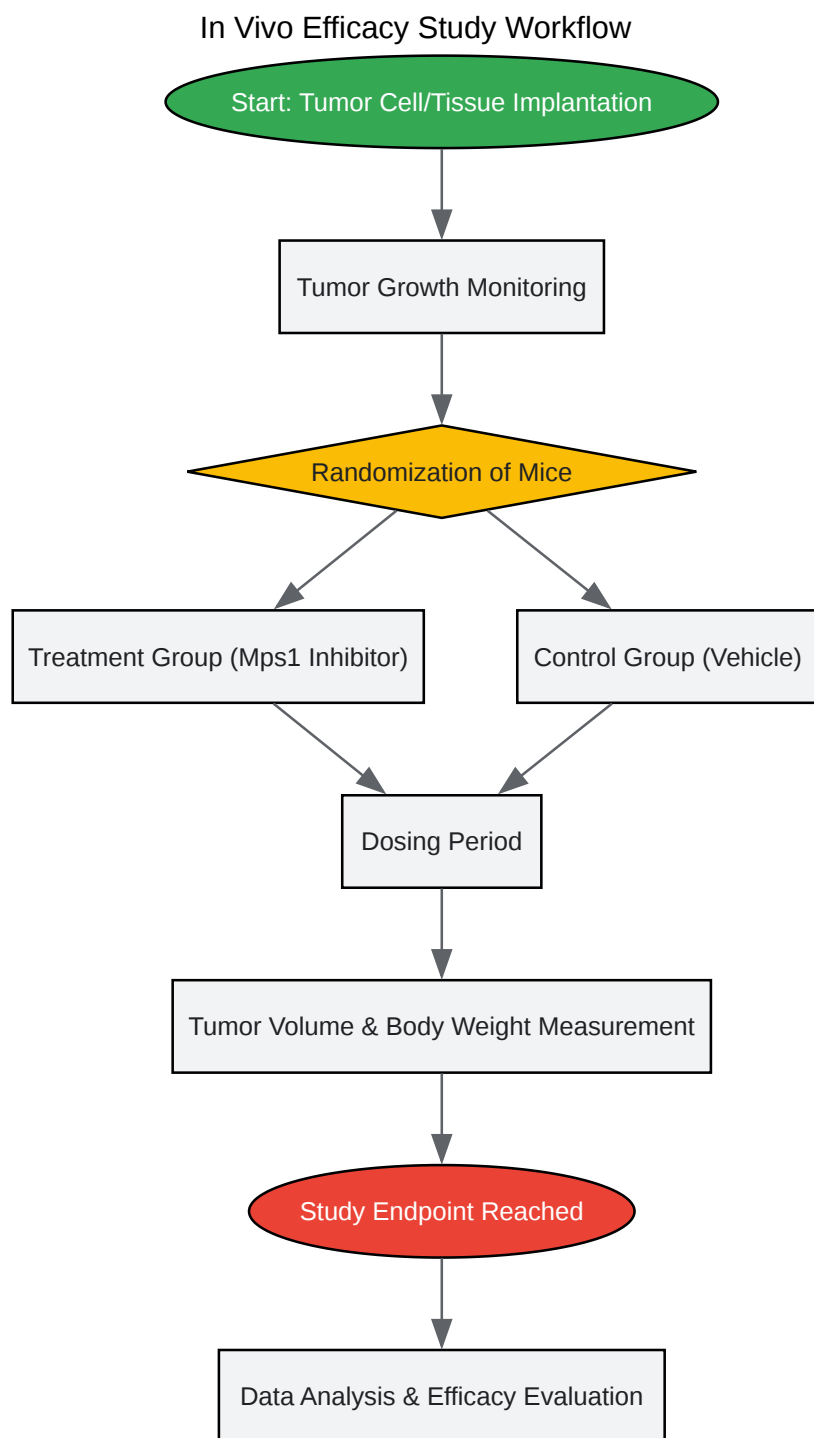 In Vivo Efficacy Study Workflow
Start: Tumor Cell/Tissue Implantation
Tumor Growth Monitoring
Randomization of Mice
Treatment Group (Mps1 Inhibitor)
Control Group (Vehicle)
Dosing Period
Tumor Volume & Body Weight Measurement
Study Endpoint Reached
Data Analysis & Efficacy Evaluation